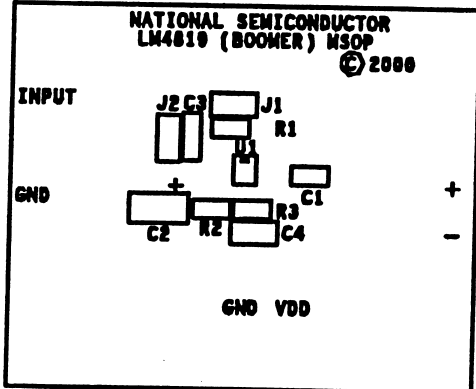 NATIONAL SEMICONDUCTOR
LM4819 (BOOMER) MSOP
© 2000
INPUT
J2 C3 J1
R1
U1
GND
+
C1
+
C2 R2 R3 C4
-
GND VDD